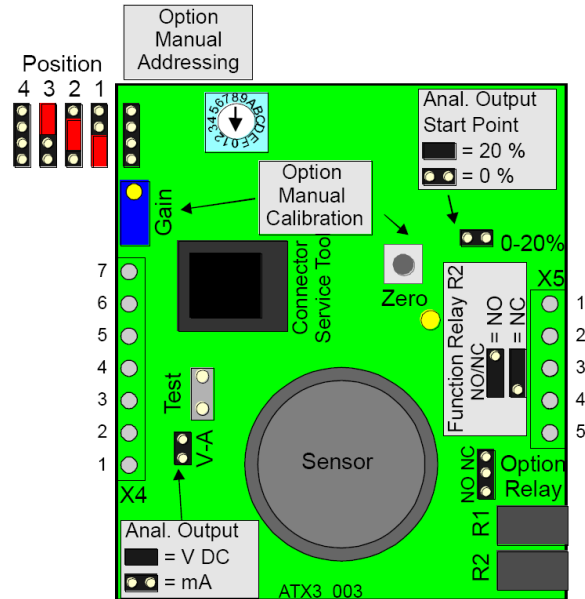 Option
Manual
Addressing
Position
4 3 2 1
0123456789ABCDEF
Anal. Output
Start Point
= 20 %
= 0 %
Option
Manual
Calibration
Gain
0-20%
Connector
Service Tool
Zero
Function Relay R2
NO/NC
= NO
= NC
X5
1
2
3
4
5
7
6
5
4
3
2
1
X4
Test
V-A
Sensor
NO NC
Option
Relay
R1
R2
Anal. Output
= V DC
= mA
ATX3_003